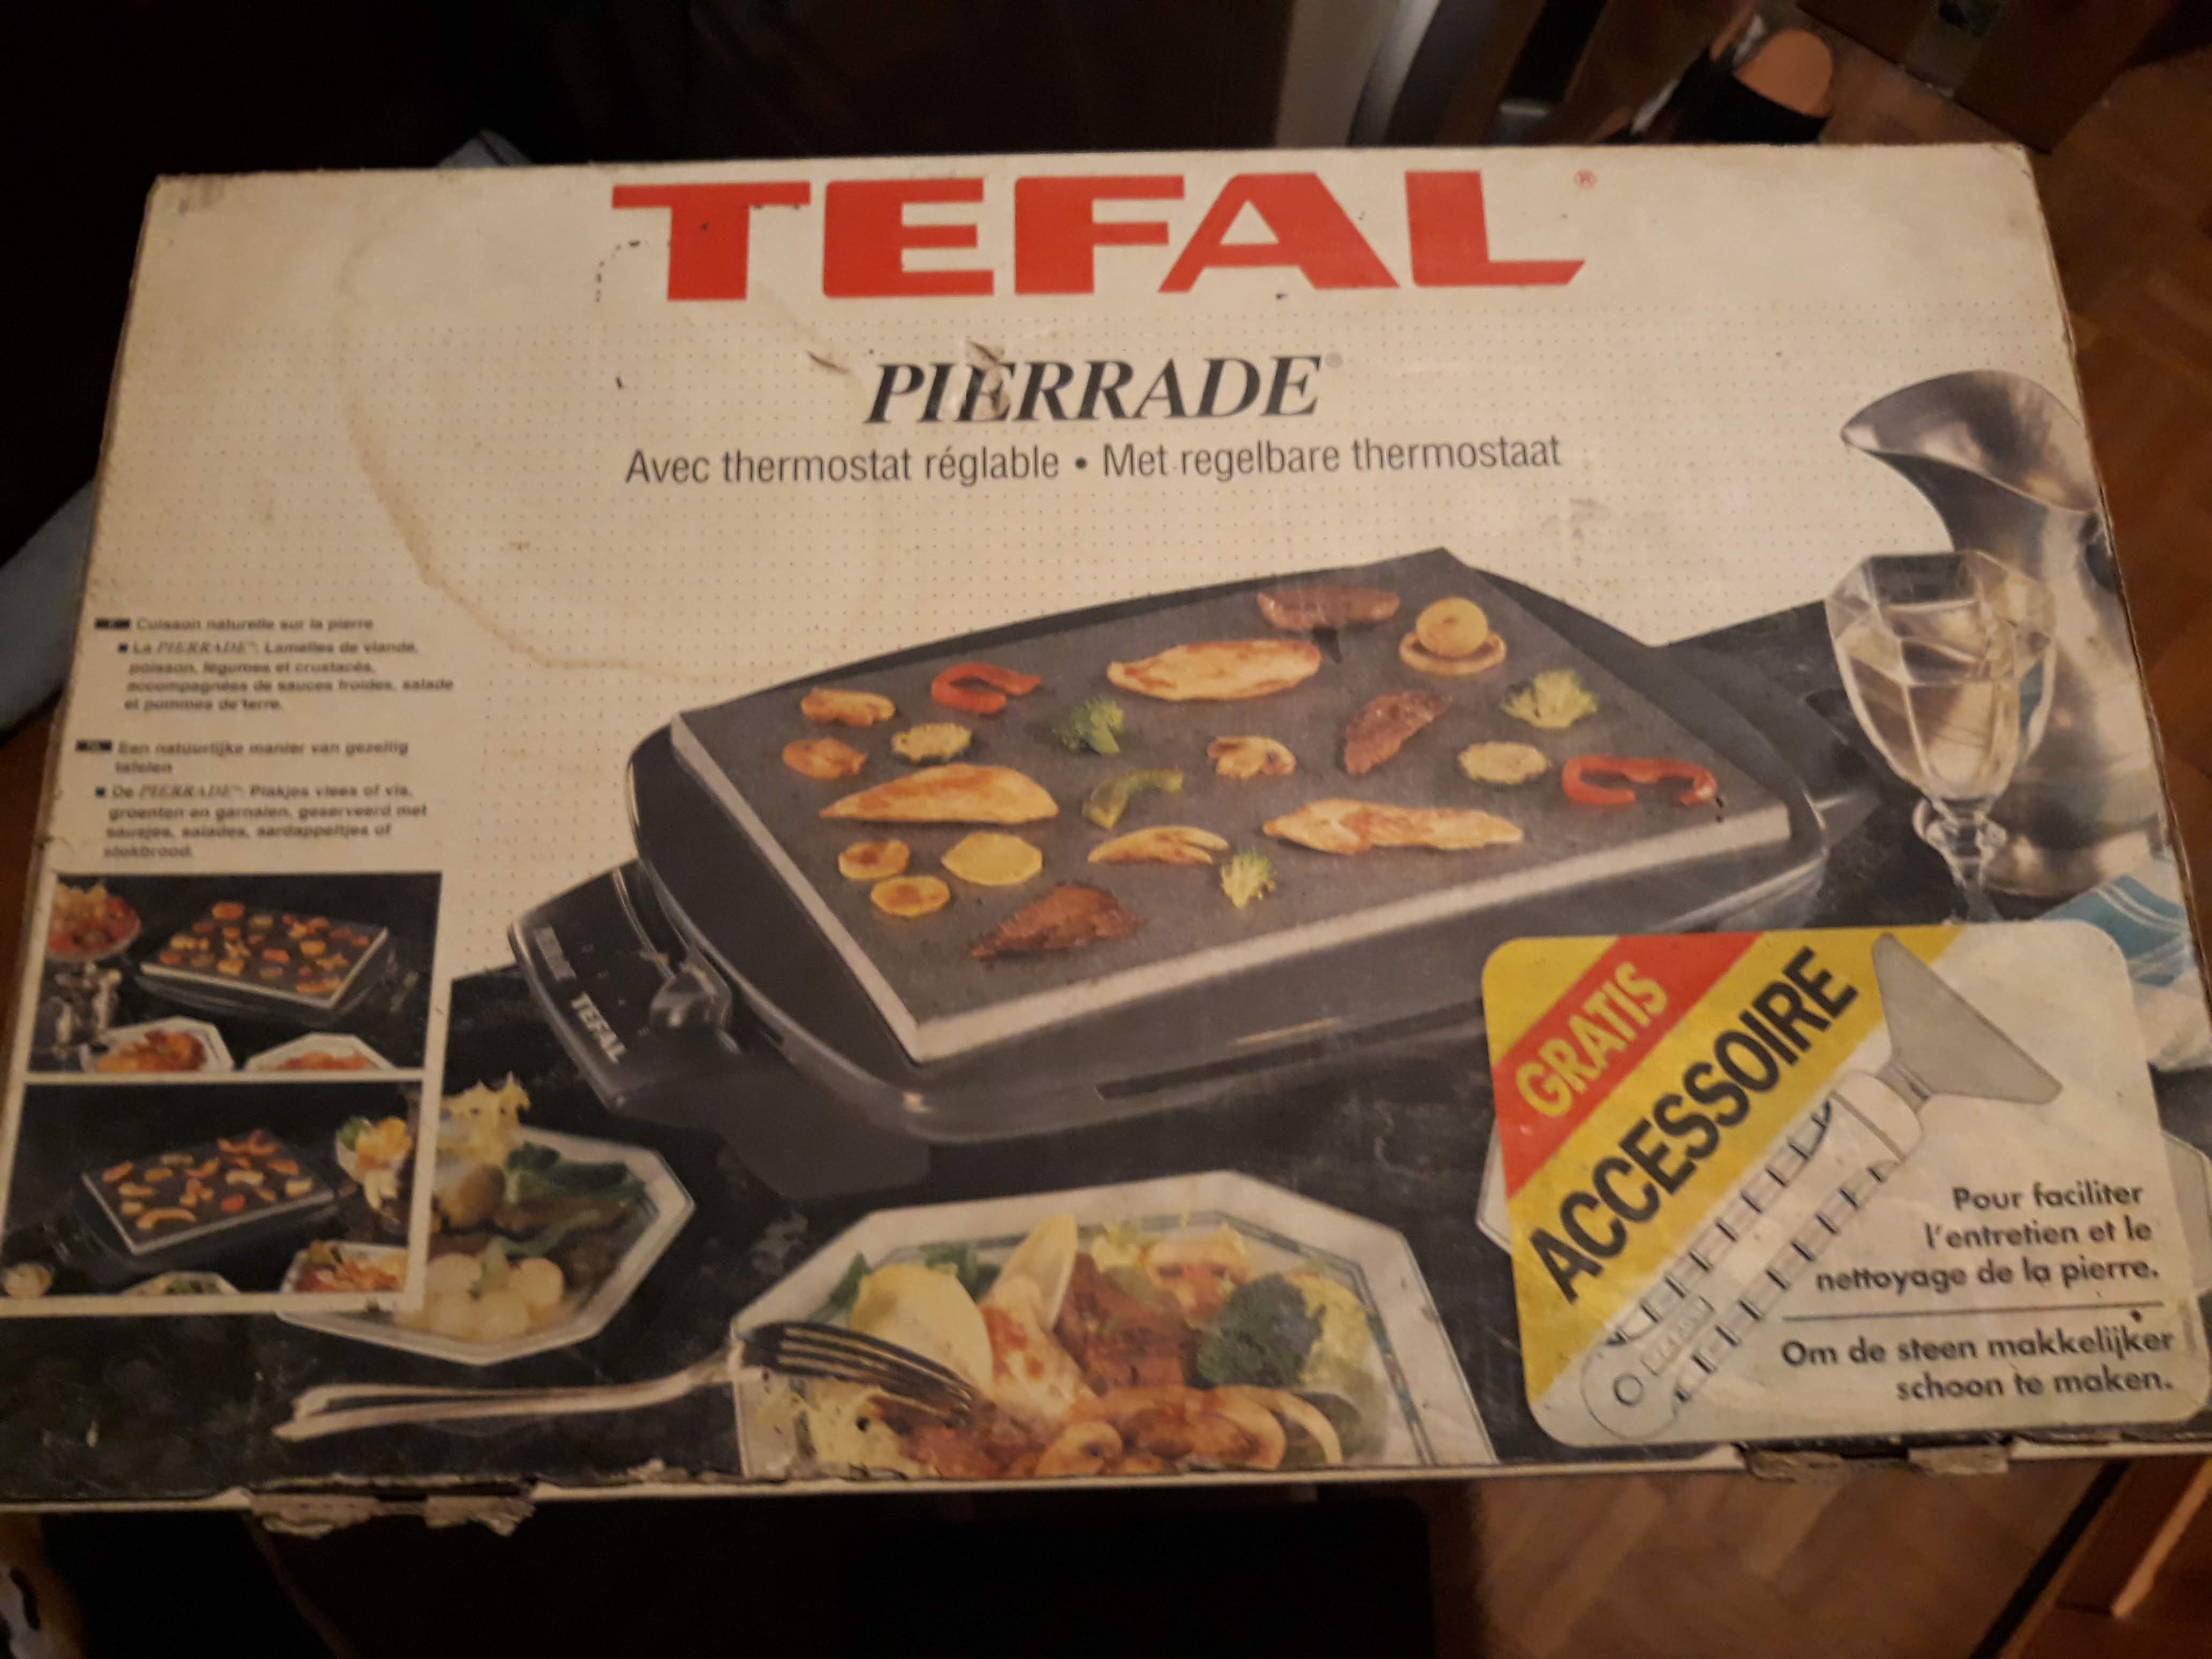 TEFAL®
PIERRADE®
Avec thermostat réglable • Met regelbare thermostaat
Cuisson naturelle sur la pierre
La PIERRADE™: Lamelles de viande,
poisson, légumes et crustacés,
accompagnées de sauces froides, salade
et pommes de terre.
Een natuurlijke manier van gezellig
tafelen
De PIERRADE™: Plakjes vlees of vis,
groenten en garnalen, geserveerd met
sausjes, salades, aardappeltjes of
stokbrood.
TEFAL
GRATIS
ACCESSOIRE
Pour faciliter
l'entretien et le
nettoyage de la pierre.
Om de steen makkelijker
schoon te maken.